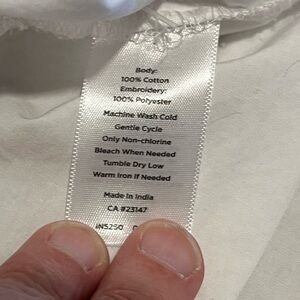 Body:
100% Cotton
Embroidery:
100% Polyester
Machine Wash Cold
Gentle Cycle
Only Non-chlorine
Bleach When Needed
Tumble Dry Low
Warm Iron If Needed
Made in India
CA #23147
IN5250